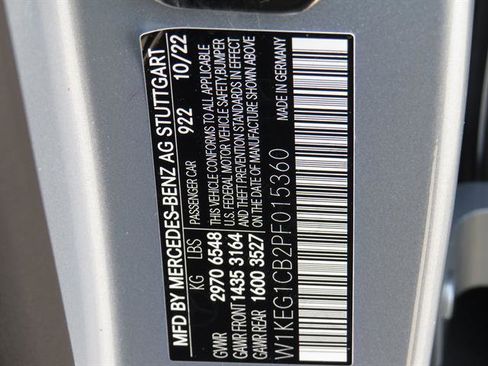 MFD BY MERCEDES-BENZ AG STUTTGART
PASSENGER CAR 922 10/22
KG LBS
GVWR 2970 6548
GAWR FRONT 1435 3164
GAWR REAR 1600 3527
THIS VEHICLE CONFORMS TO ALL APPLICABLE
U.S. FEDERAL MOTOR VEHICLE SAFETY,BUMPER
AND THEFT PREVENTION STANDARDS IN EFFECT
ON THE DATE OF MANUFACTURE SHOWN ABOVE
W1KEG1CB2PF015360
MADE IN GERMANY